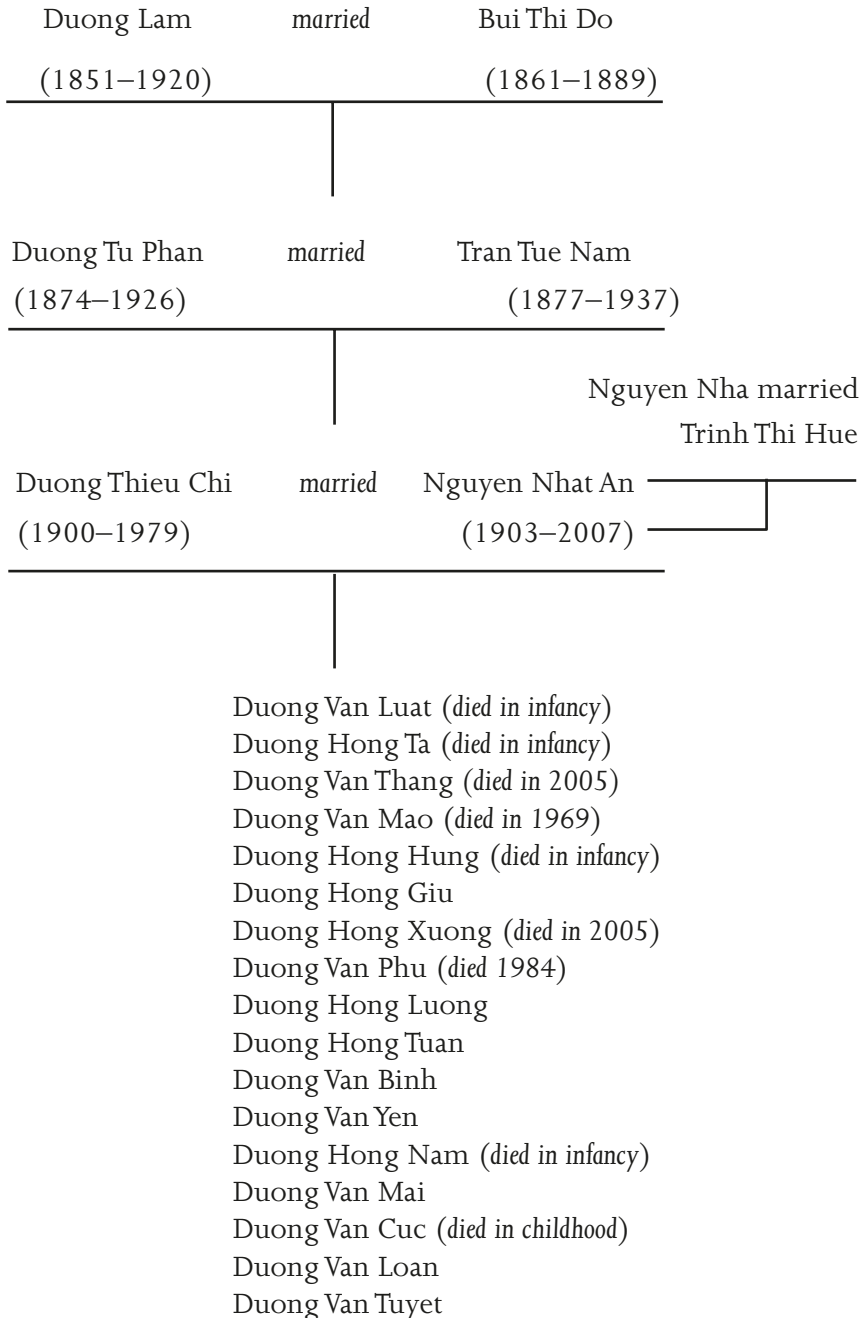 Duong Lam married Bui Thi Do
(1851–1920) (1861–1889)
Duong Tu Phan married Tran Tue Nam
(1874–1926) (1877–1937)
Nguyen Nha married
Trinh Thi Hue
Duong Thieu Chi married Nguyen Nhat An
(1900–1979) (1903–2007)
Duong Van Luat (died in infancy)
Duong Hong Ta (died in infancy)
Duong Van Thang (died in 2005)
Duong Van Mao (died in 1969)
Duong Hong Hung (died in infancy)
Duong Hong Giu
Duong Hong Xuong (died in 2005)
Duong Van Phu (died 1984)
Duong Hong Luong
Duong Hong Tuan
Duong Van Binh
Duong Van Yen
Duong Hong Nam (died in infancy)
Duong Van Mai
Duong Van Cuc (died in childhood)
Duong Van Loan
Duong Van Tuyet